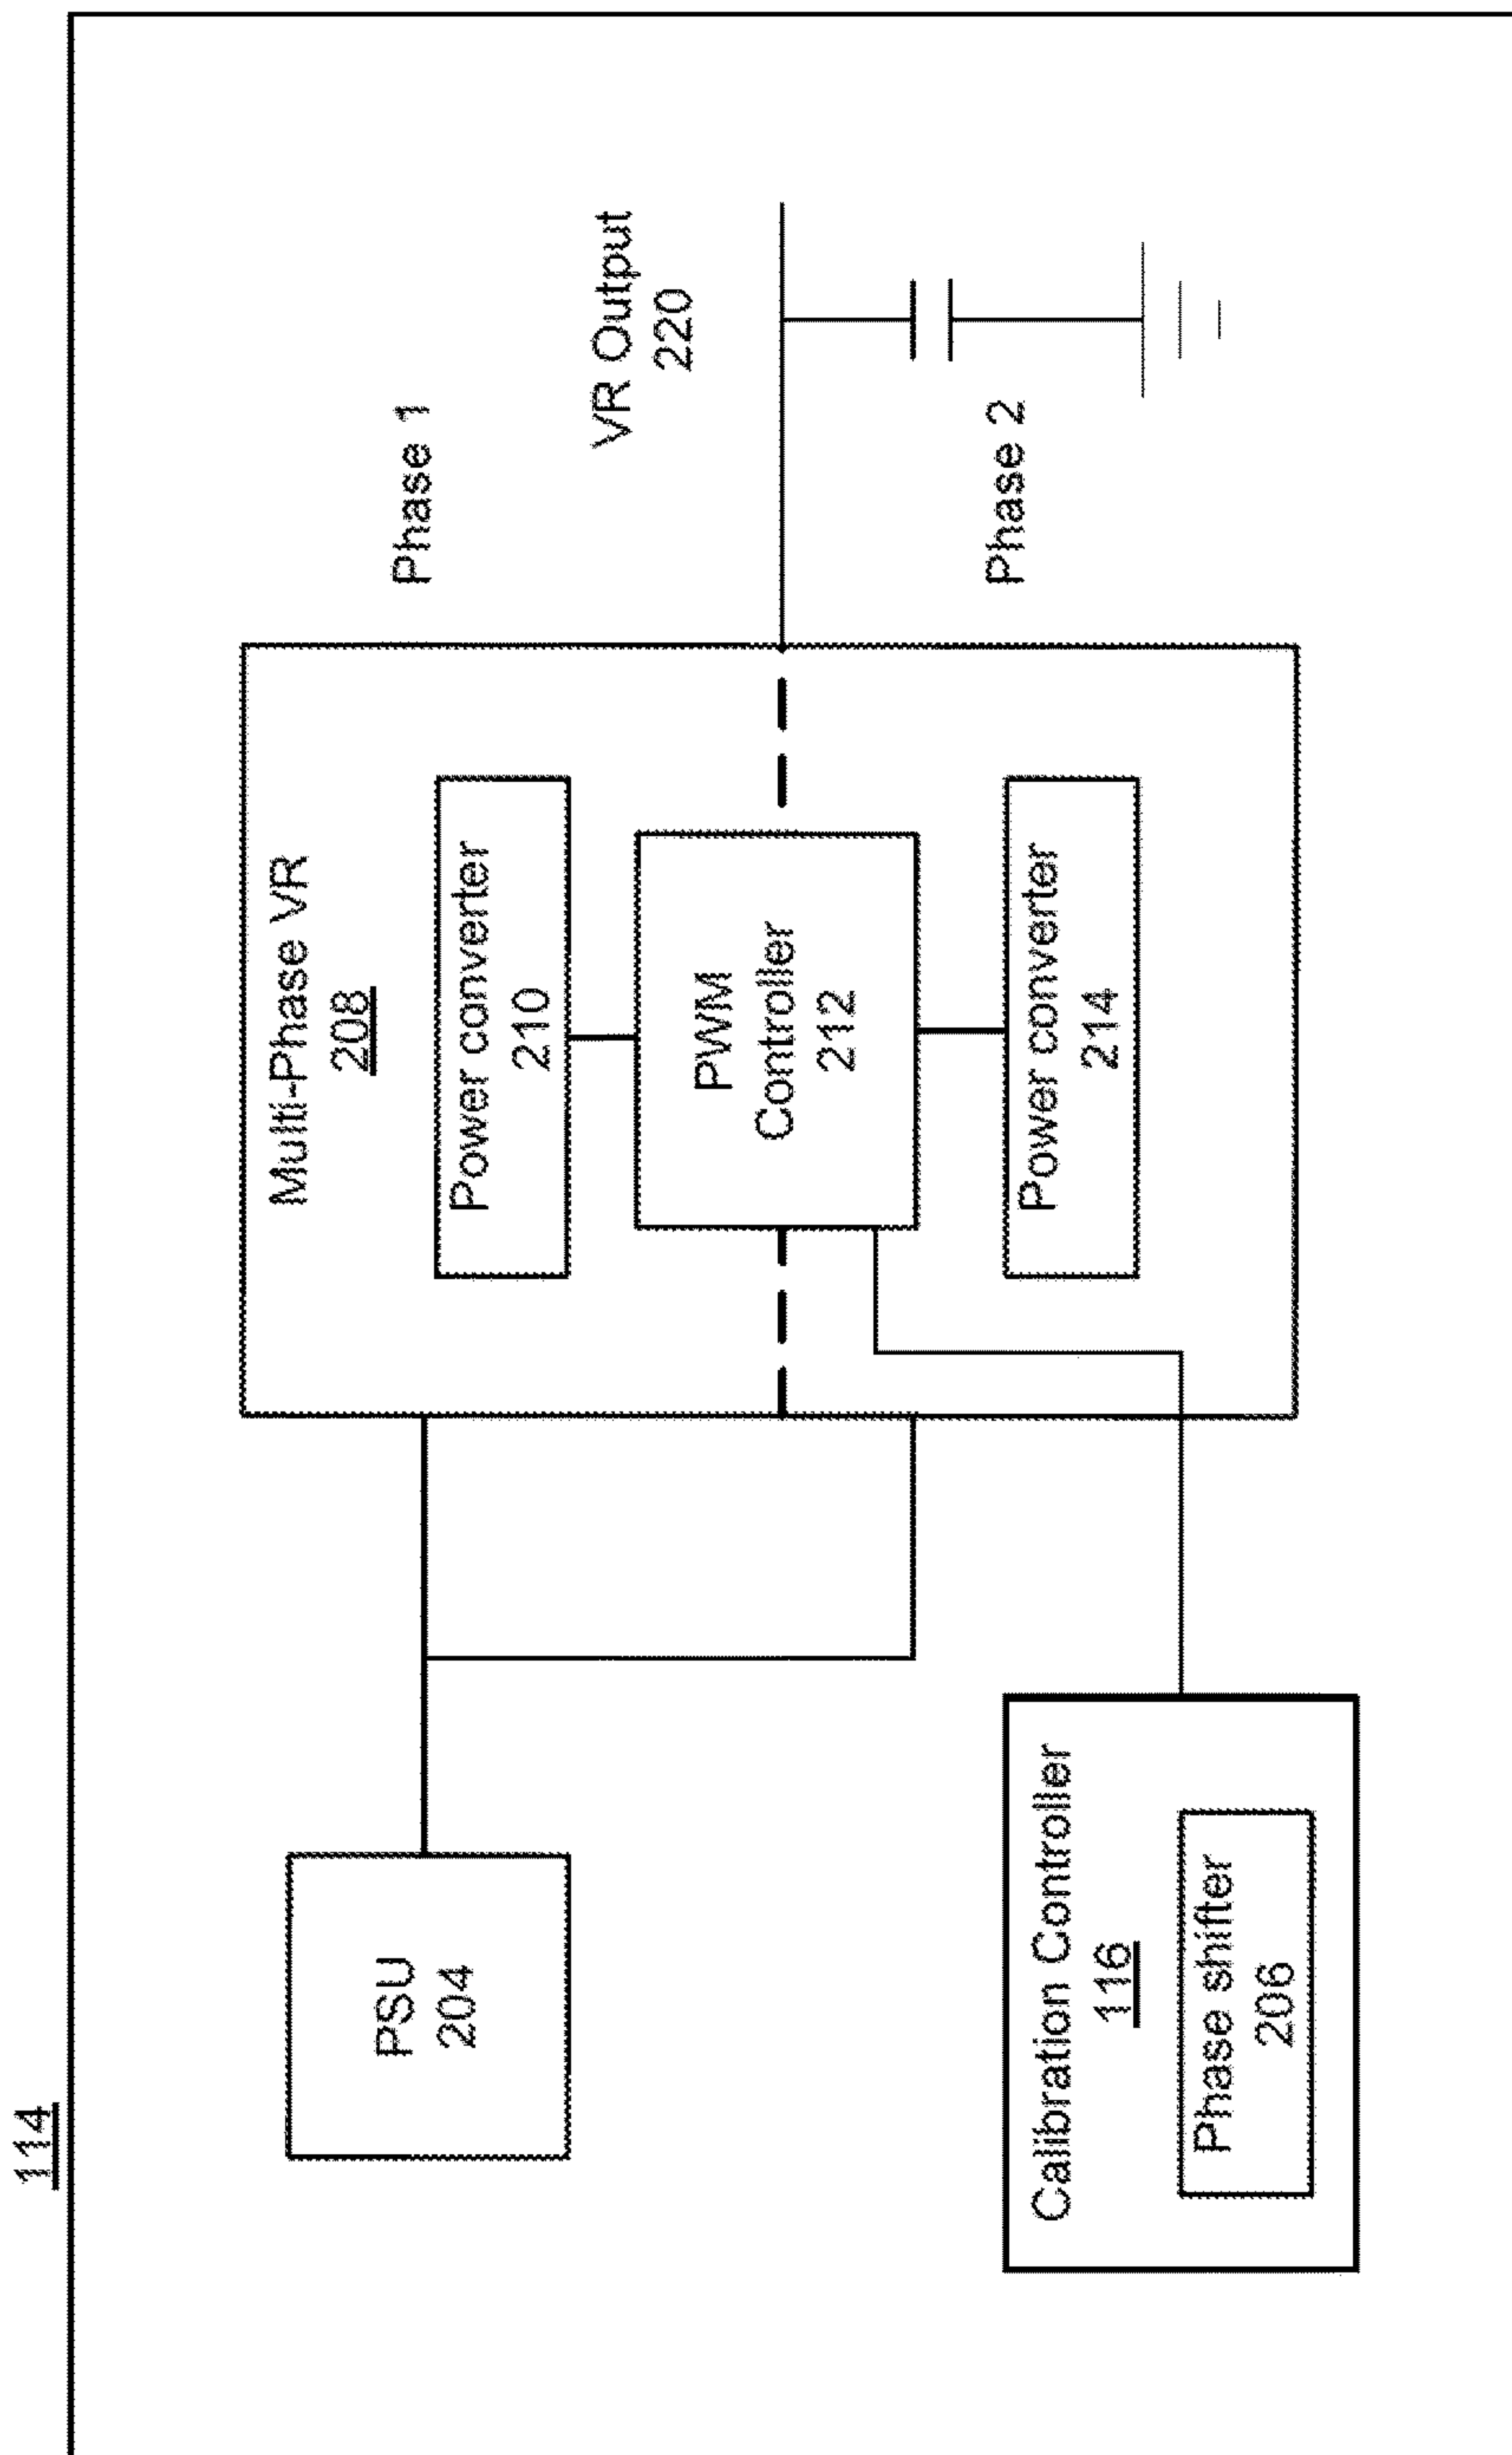 114
PSU
204
Multi-Phase VR
208
Power converter
210
PWM
Controller
212
Power converter
214
Phase 1
VR Output
220
Phase 2
Calibration Controller
116
Phase shifter
206